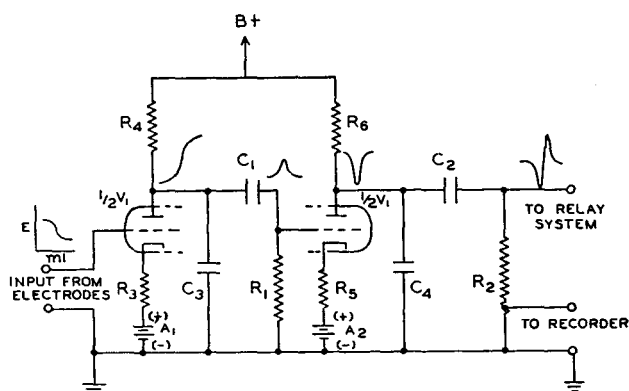 B+
R4
R6
C1
C2
1/2V1
1/2V1
E
ml
INPUT FROM
ELECTRODES
TO RELAY
SYSTEM
R3
C3
R1
R5
C4
R2
(+)
A1
(-)
(+)
A2
(-)
TO RECORDER